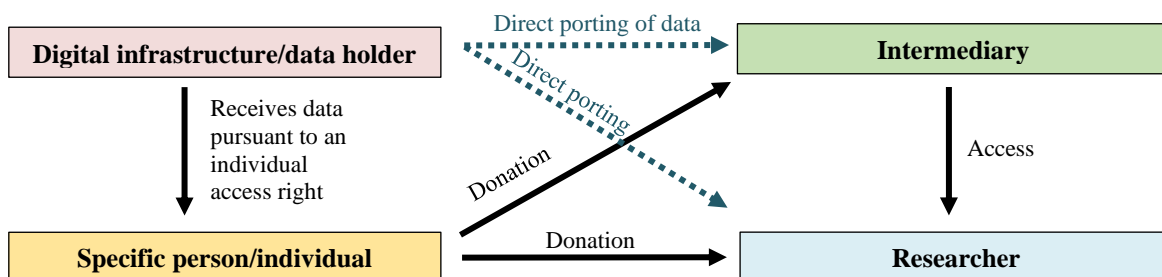 Direct porting of data
Digital infrastructure/data holder
Intermediary
Direct porting
Receives data
pursuant to an
individual
access right
Donation
Access
Donation
Specific person/individual
Researcher